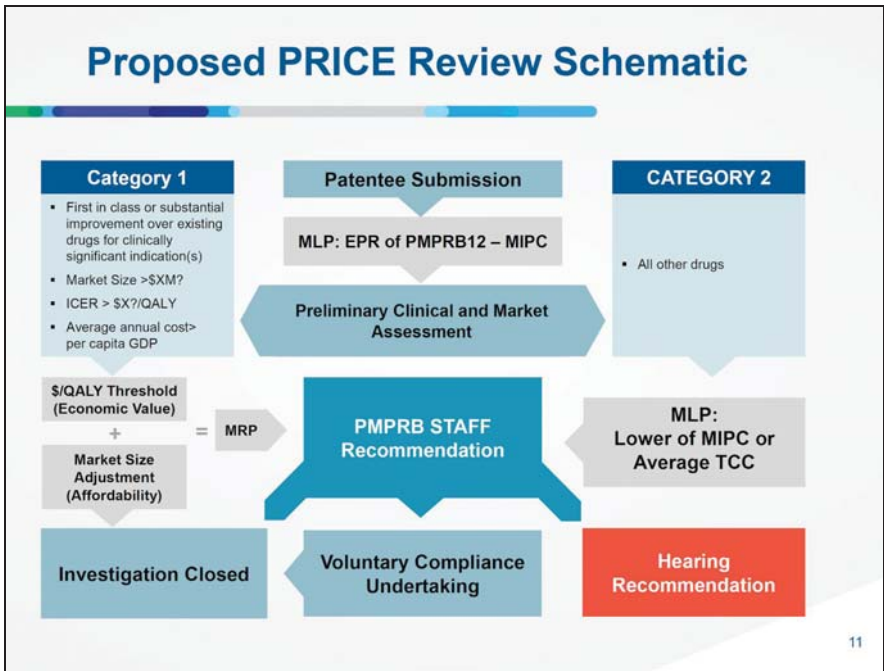 Proposed PRICE Review Schematic
Category 1
▪ First in class or substantial
improvement over existing
drugs for clinically
significant indication(s)
▪ Market Size >$XM?
▪ ICER > $X?/QALY
▪ Average annual cost>
per capita GDP
Patentee Submission
MLP: EPR of PMPRB12 – MIPC
Preliminary Clinical and Market
Assessment
CATEGORY 2
▪ All other drugs
$/QALY Threshold
(Economic Value)
+
Market Size
Adjustment
(Affordability)
=
MRP
PMPRB STAFF
Recommendation
MLP:
Lower of MIPC or
Average TCC
Investigation Closed
Voluntary Compliance
Undertaking
Hearing
Recommendation
11